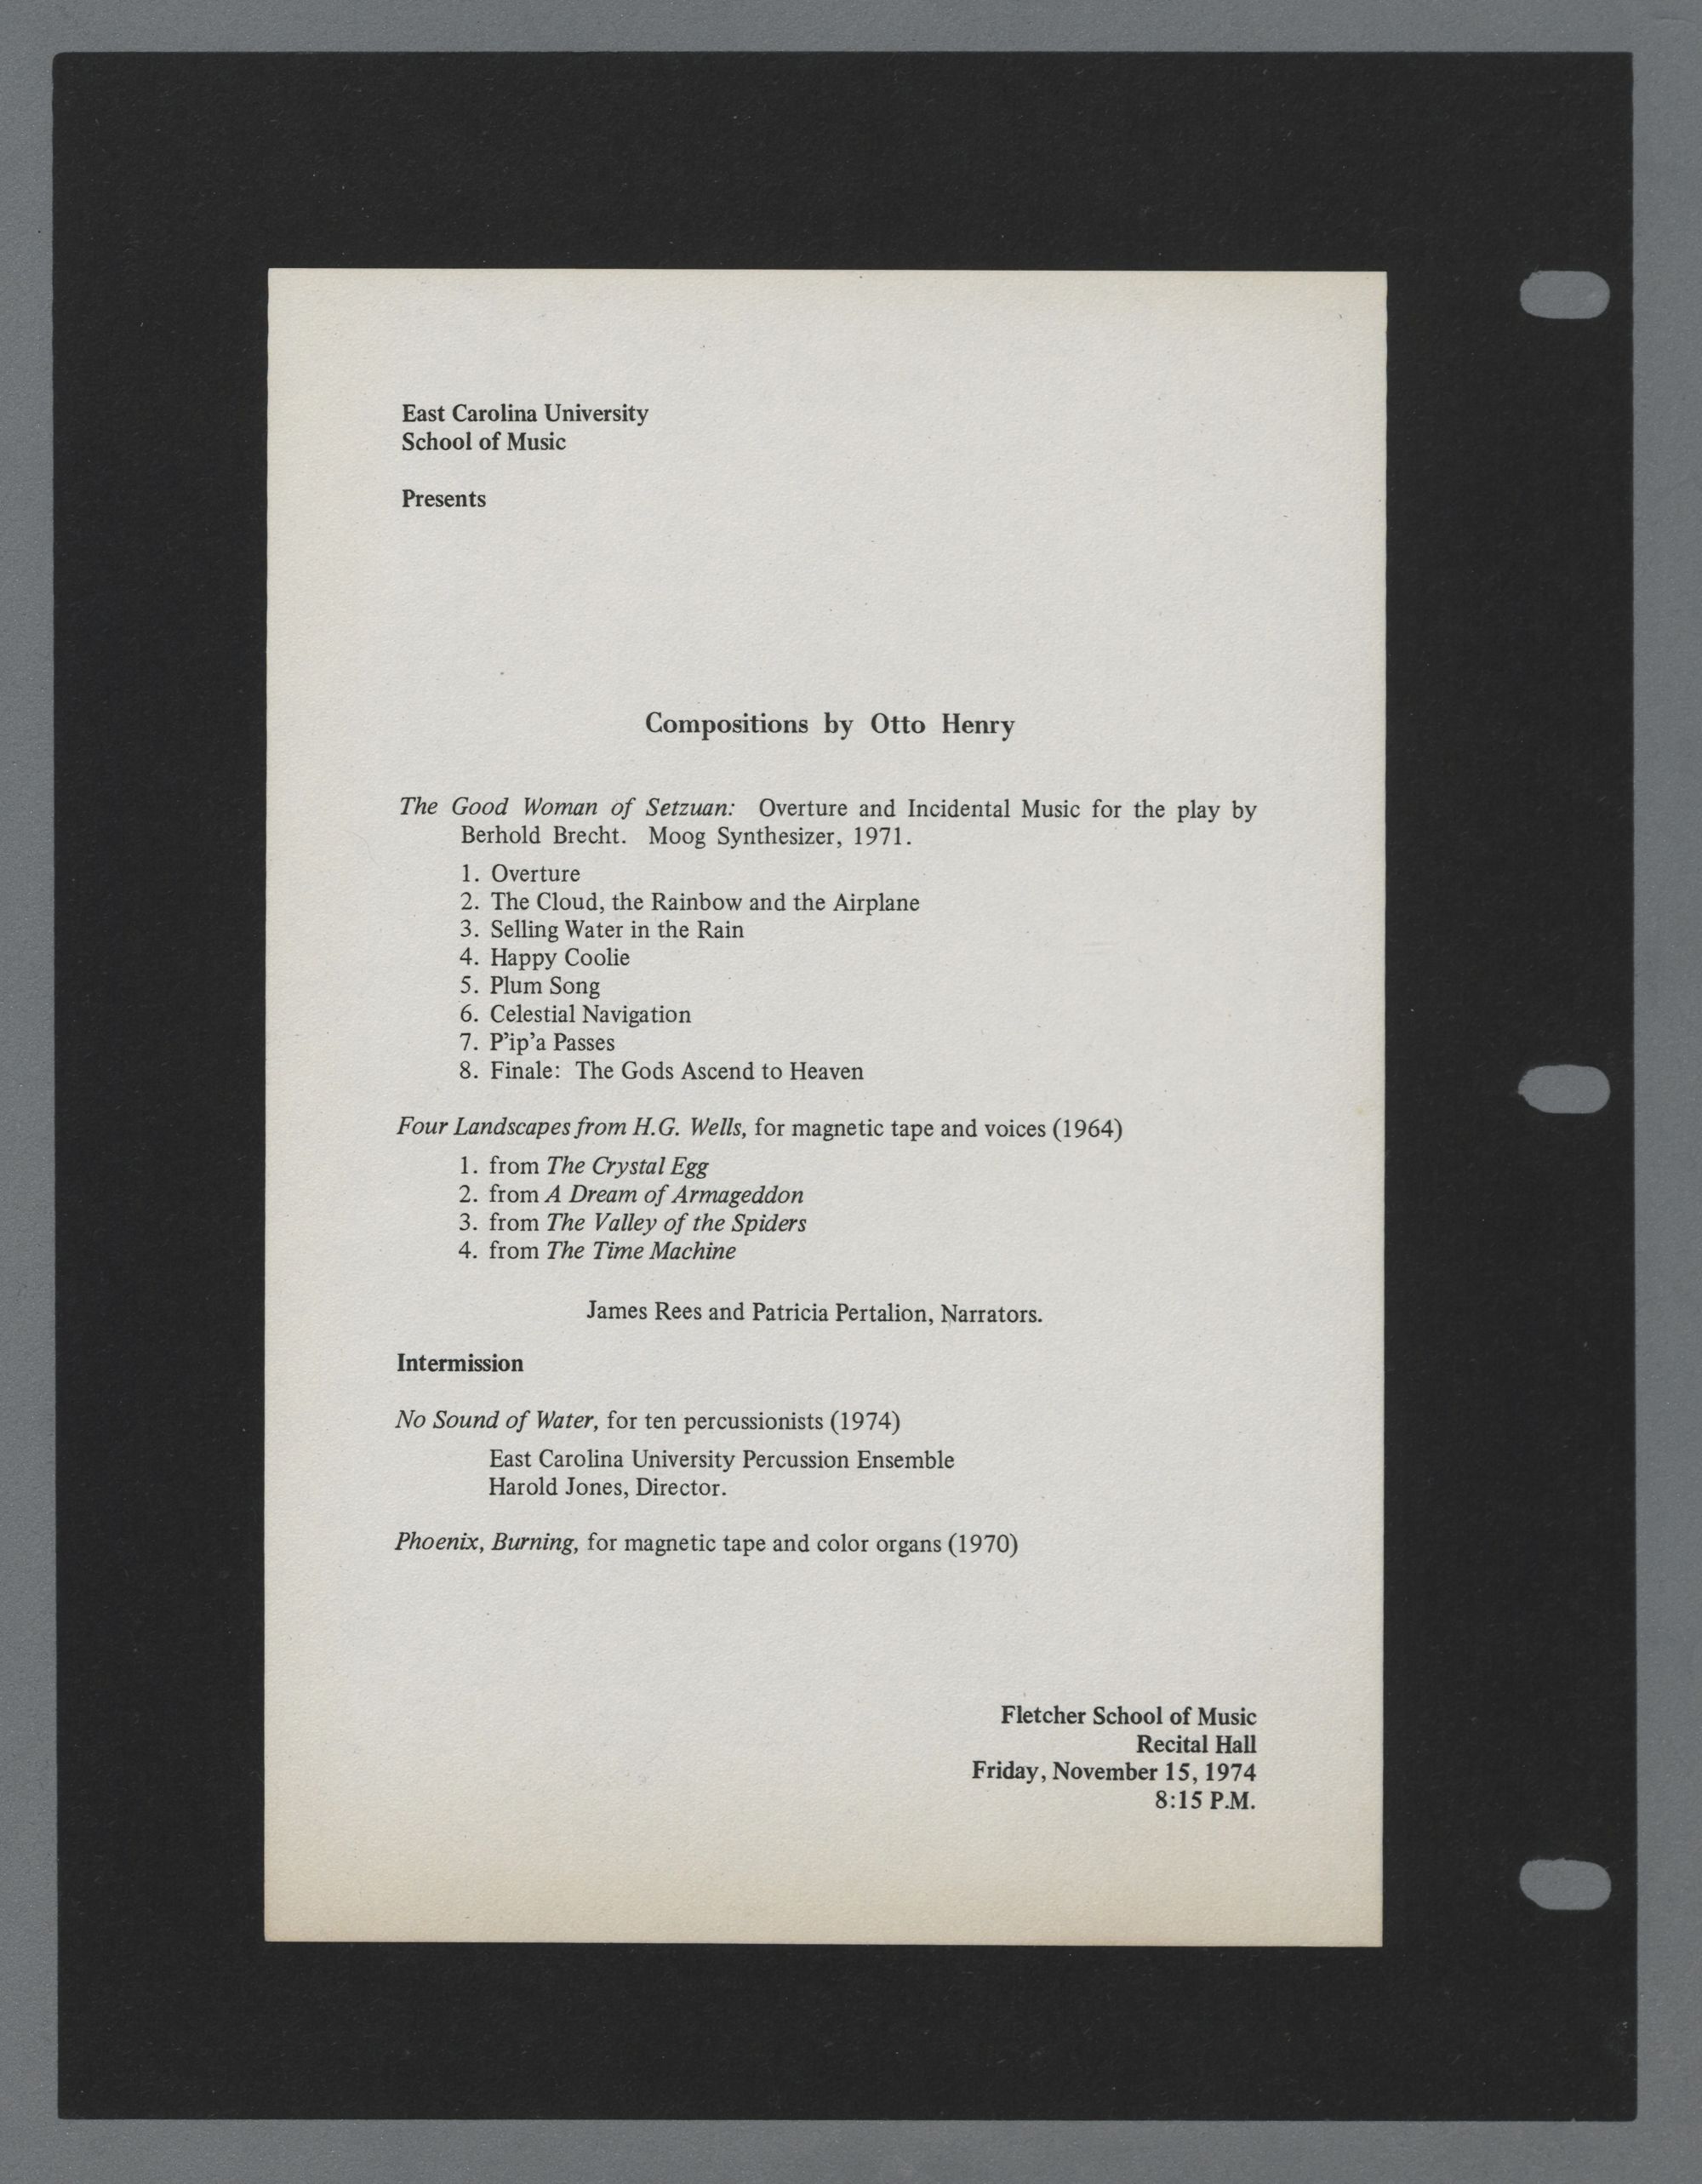 East Carolina University
School of Music
Presents
Compositions by Otto Henry
The Good Woman of Setzuan: Overture and Incidental Music for the play by
Berhold Brecht. Moog Synthesizer, 1971.
1. Overture
2. The Cloud, the Rainbow and the Airplane
3. Selling Water in the Rain
4. Happy Coolie
5. Plum Song
6. Celestial Navigation
7. P'ip'a Passes
8. Finale: The Gods Ascend to Heaven
Four Landscapes from H.G. Wells, for magnetic tape and voices (1964)
1. from The Crystal Egg
2. from A Dream of Armageddon
3. from The Valley of the Spiders
4. from The Time Machine
James Rees and Patricia Pertalion, Narrators.
Intermission
No Sound of Water, for ten percussionists (1974)
East Carolina University Percussion Ensemble
Harold Jones, Director.
Phoenix, Burning, for magnetic tape and color organs (1970)
Fletcher School of Music
Recital Hall
Friday, November 15, 1974
8:15 P.M.